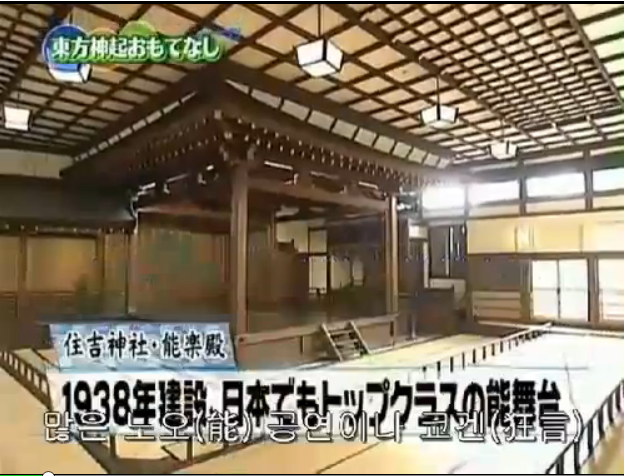 東方神起おもてなし
住吉神社・能楽殿
1938年建設 日本でもトップクラスの能舞台
많은 노오(能) 공연이나 쿄겐(狂言)